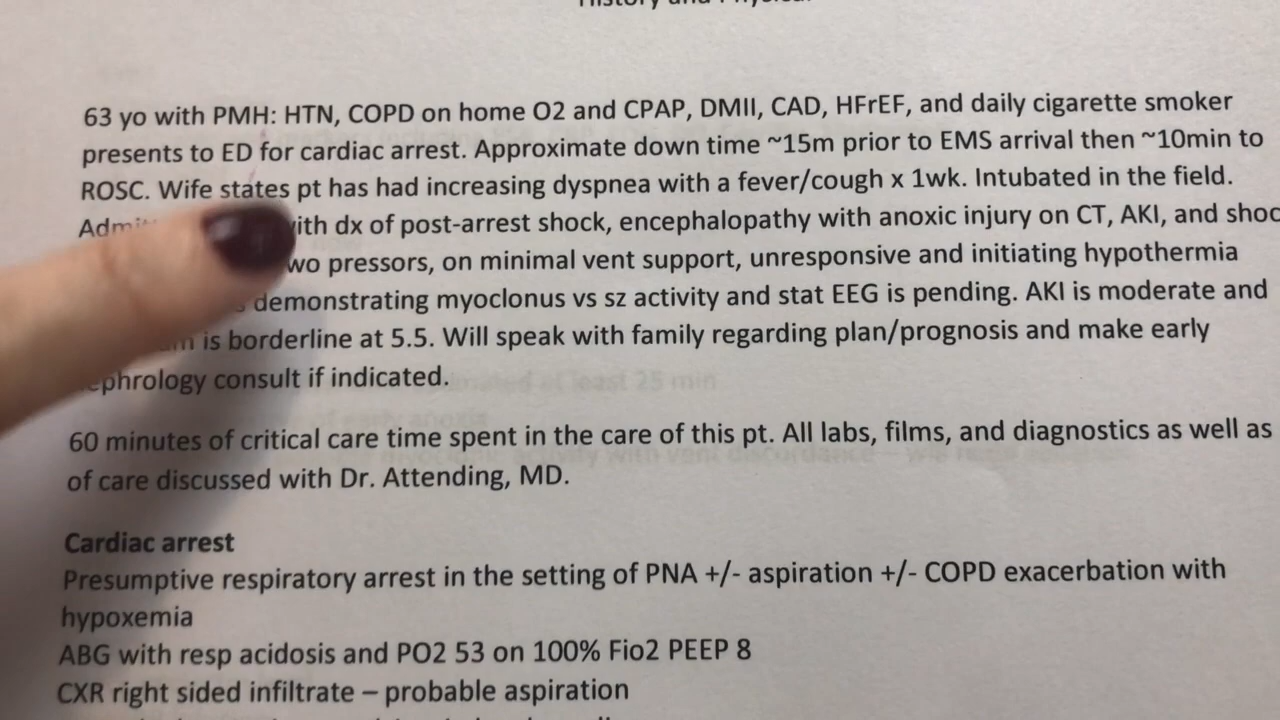 History and Physical
63 yo with PMH: HTN, COPD on home O2 and CPAP, DMII, CAD, HFrEF, and daily cigarette smoker
presents to ED for cardiac arrest. Approximate down time ~15m prior to EMS arrival then ~10min to
ROSC. Wife states pt has had increasing dyspnea with a fever/cough x 1wk. Intubated in the field.
dx of post-arrest shock, encephalopathy with anoxic injury on CT, AKI, and
pressors, on minimal vent support, unresponsive and initiating hypothermia
demonstrating myoclonus vs sz activity and stat EEG is pending. AKI is moderate and
is borderline at 5.5. Will speak with family regarding plan/prognosis and make early
consult if indicated.
60 minutes of critical care time spent in the care of this pt. All labs, films, and diagnostics as well as
of care discussed with Dr. Attending, MD.
Cardiac arrest
Presumptive respiratory arrest in the setting of PNA +/- aspiration +/- COPD exacerbation with
hypoxemia
ABG with resp acidosis and PO2 53 on 100% Fio2 PEEP 8
CXR right sided infiltrate – probable aspiration